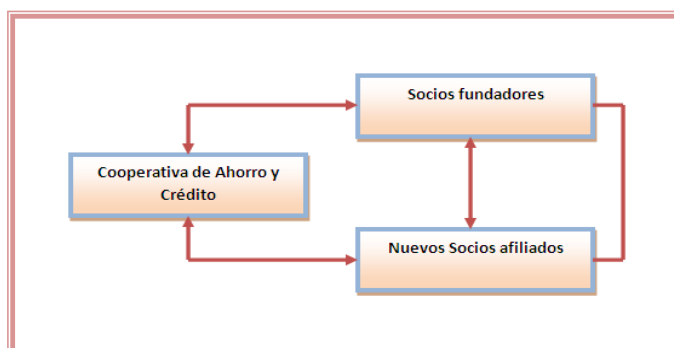 Socios fundadores
Cooperativa de Ahorro y
Crédito
Nuevos Socios afiliados